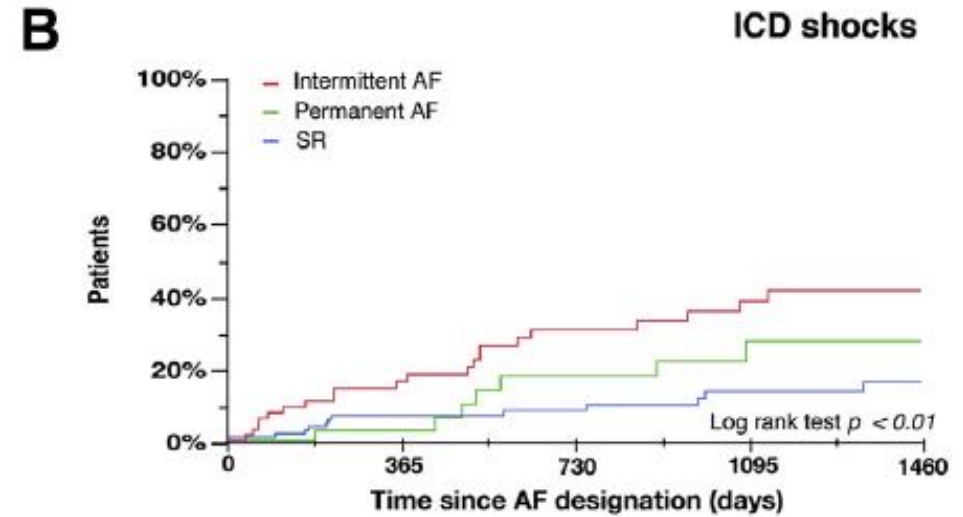 B
ICD shocks
Intermittent AF
Permanent AF
SR
100%
80%
60%
40%
20%
0%
Patients
Log rank test p < 0.01
0 365 730 1095 1460
Time since AF designation (days)